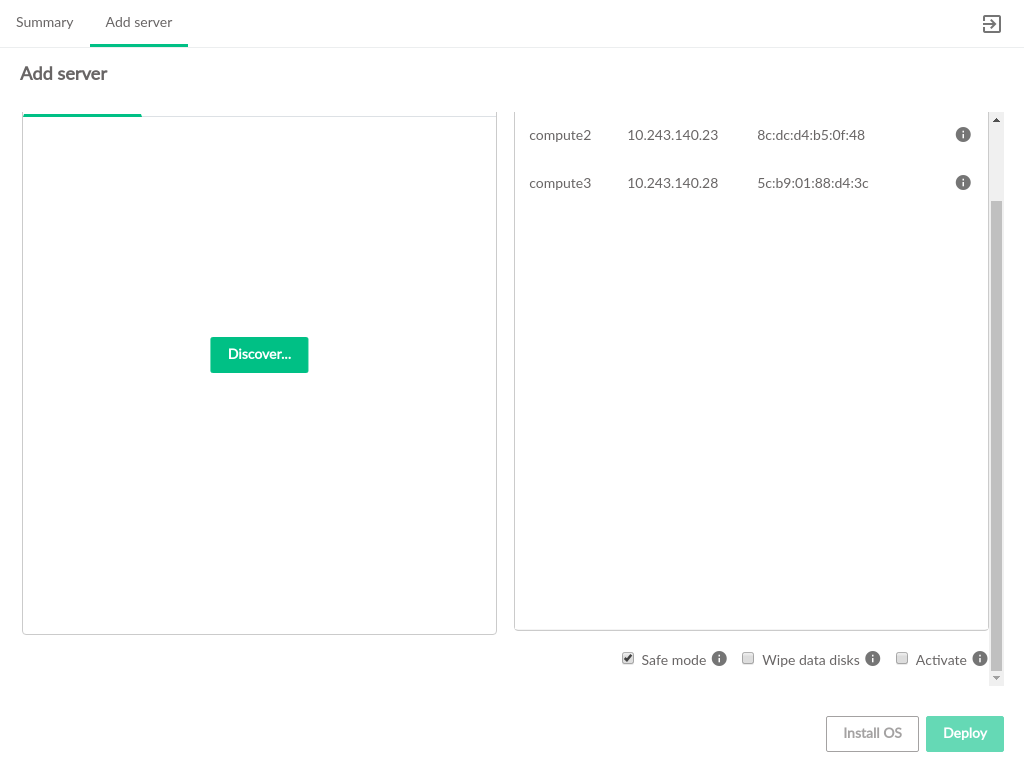 Summary Add server
Add server
compute2 10.243.140.23 8c:dc:d4:b5:0f:48
compute3 10.243.140.28 5c:b9:01:88:d4:3c
Discover...
Safe mode Wipe data disks Activate
Install OS Deploy